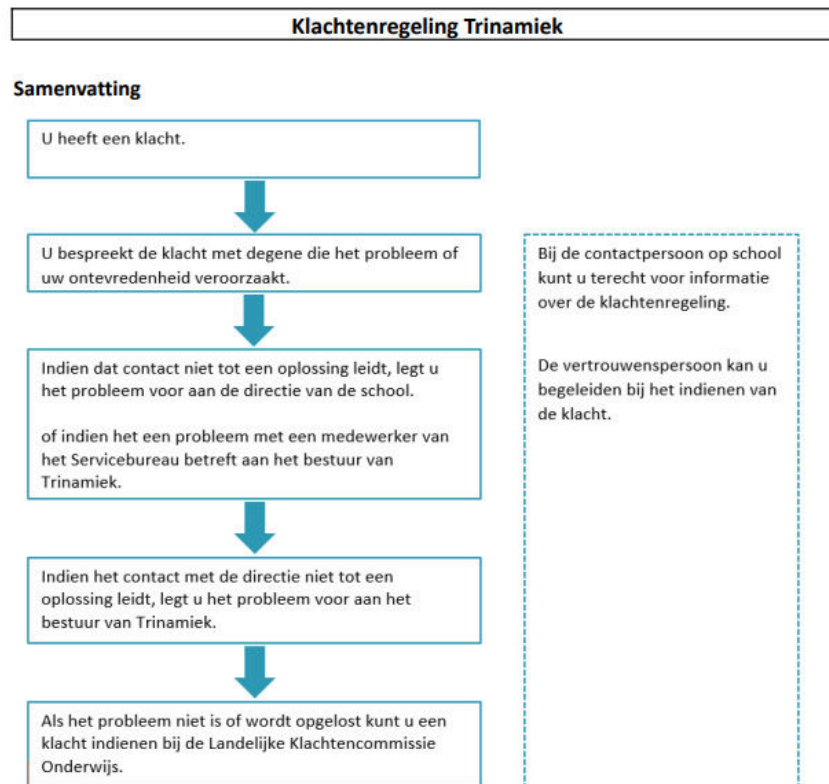 Klachtenregeling Trinamiek
Samenvatting
U heeft een klacht.
U bespreekt de klacht met degene die het probleem of
uw ontevredenheid veroorzaakt.
Indien dat contact niet tot een oplossing leidt, legt u
het probleem voor aan de directie van de school.
of indien het een probleem met een medewerker van
het Servicebureau betreft aan het bestuur van
Trinamiek.
Indien het contact met de directie niet tot een
oplossing leidt, legt u het probleem voor aan het
bestuur van Trinamiek.
Als het probleem niet is of wordt opgelost kunt u een
klacht indienen bij de Landelijke Klachtencommissie
Onderwijs.
Bij de contactpersoon op school
kunt u terecht voor informatie
over de klachtenregeling.
De vertrouwenspersoon kan u
begeleiden bij het indienen van
de klacht.